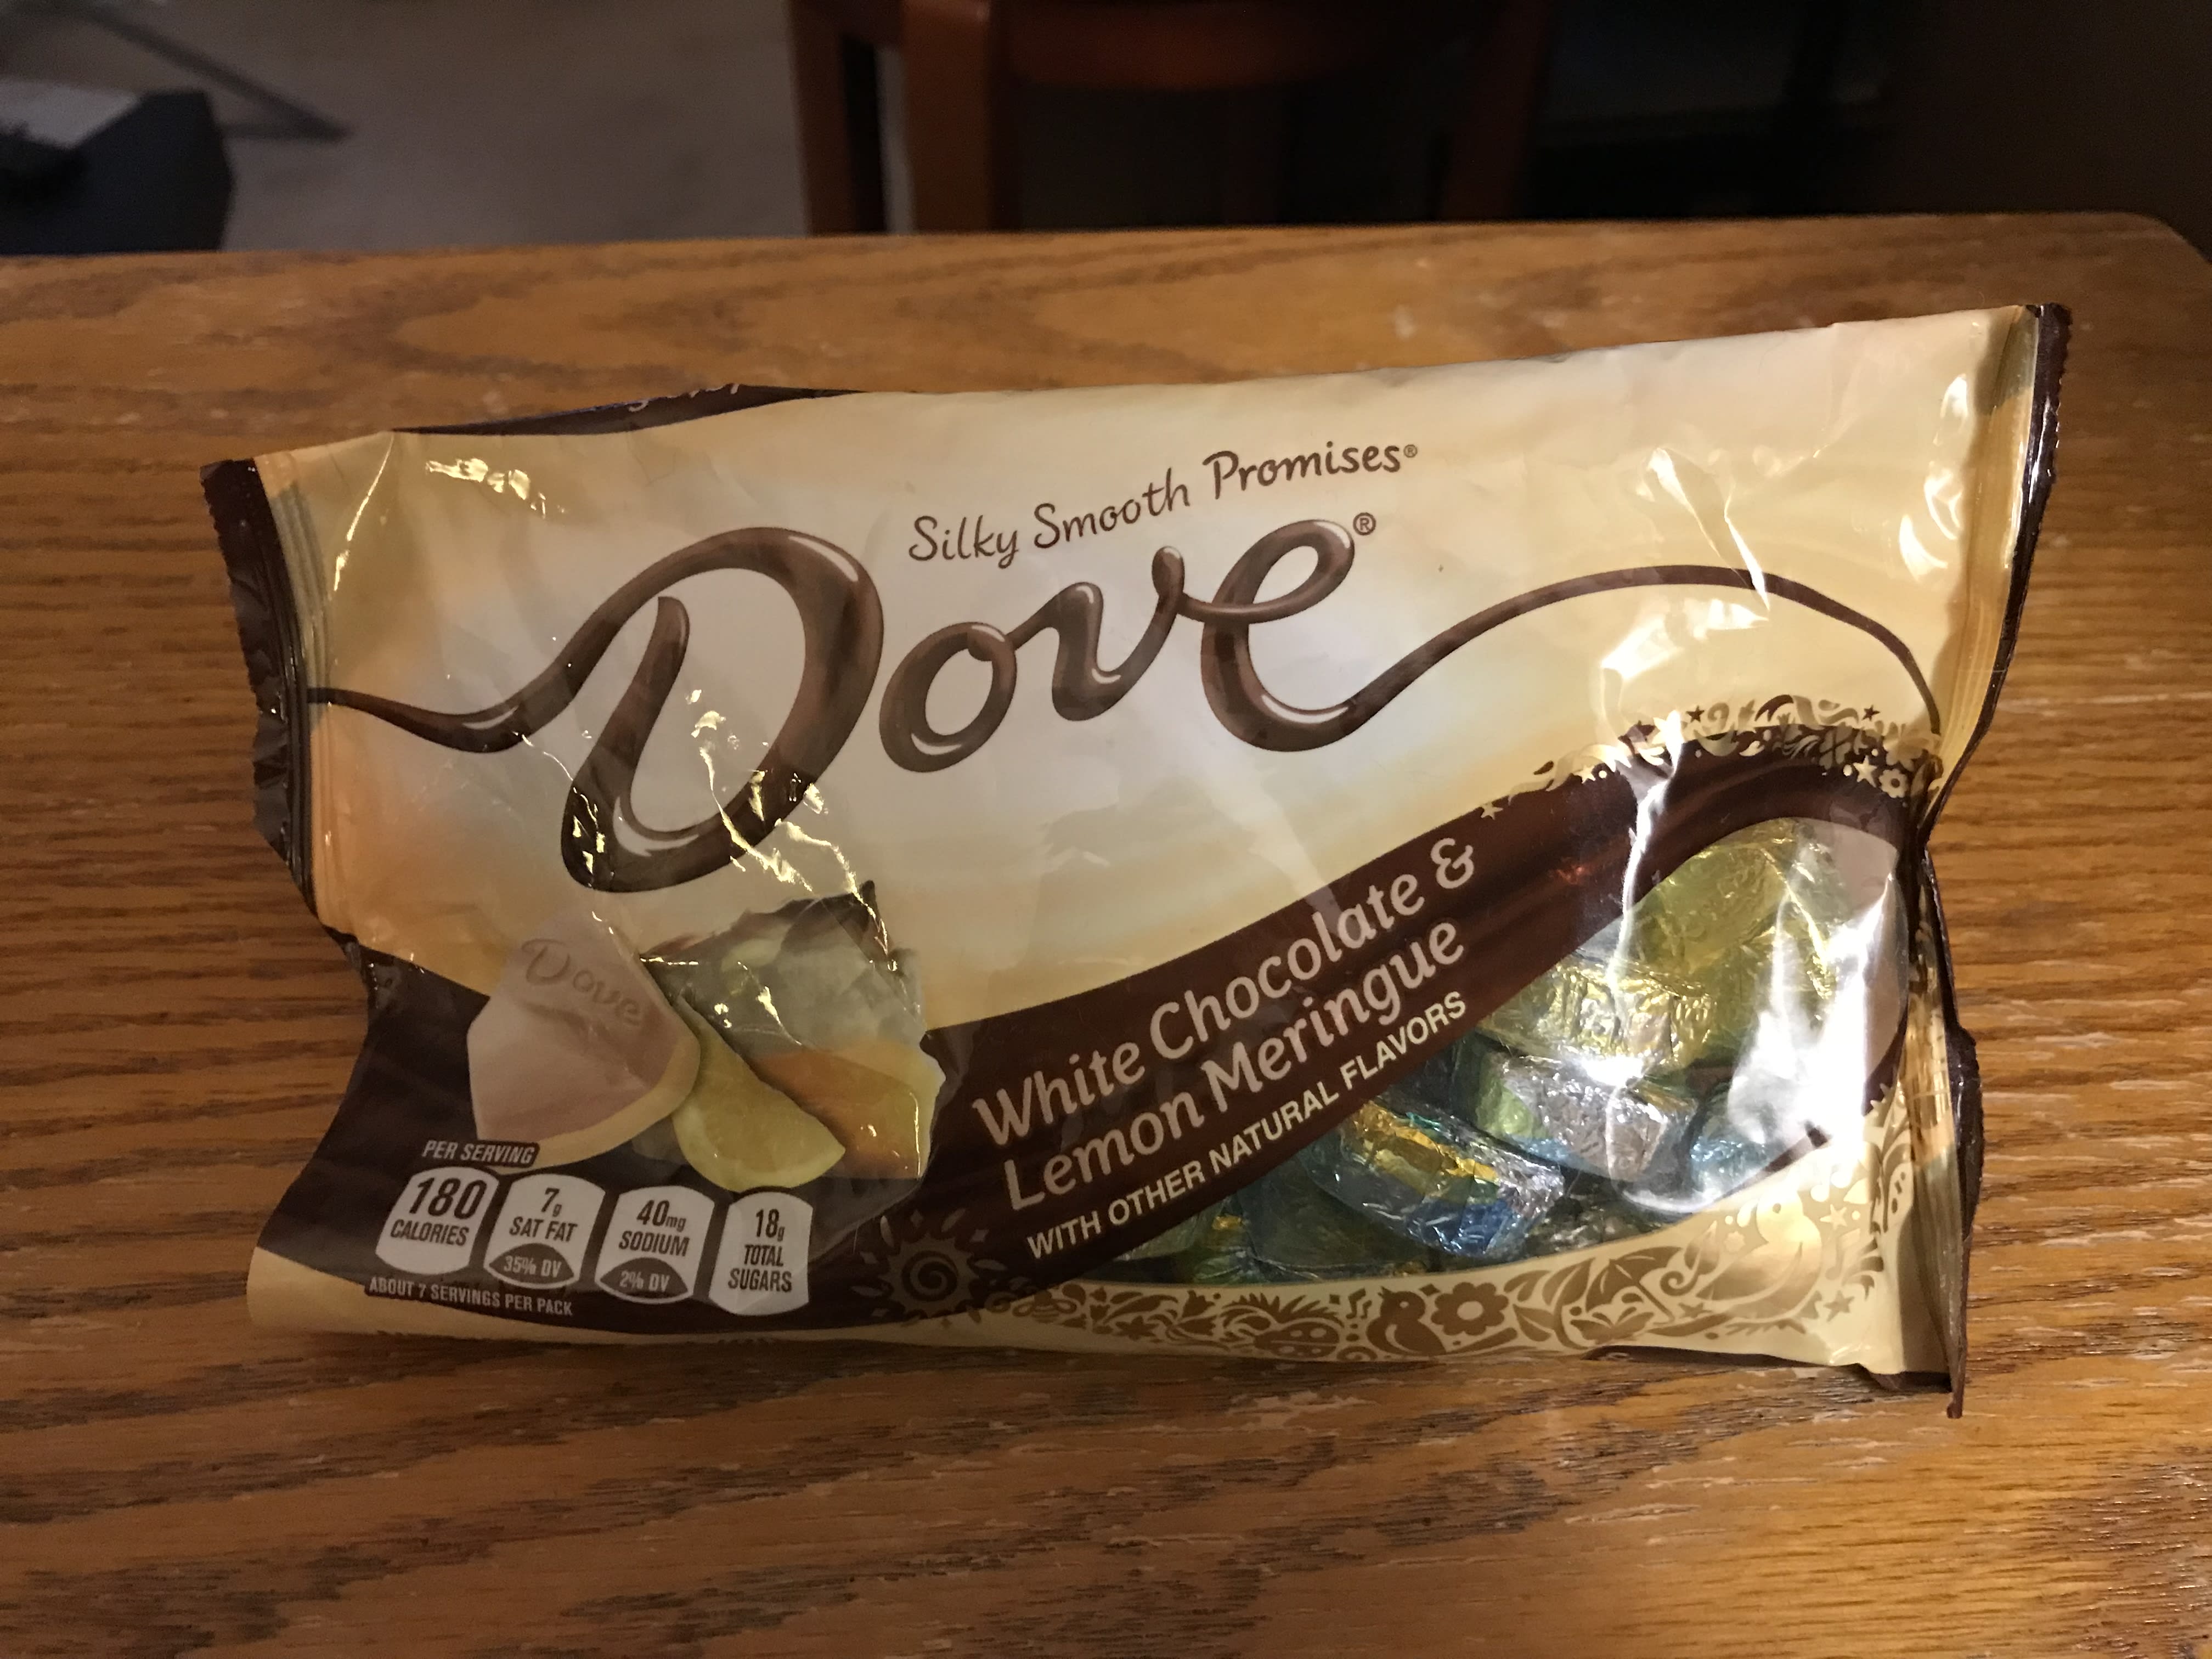 Silky Smooth Promises®
Dove®
Dove
White Chocolate &
Lemon Meringue
WITH OTHER NATURAL FLAVORS
PER SERVING
180
CALORIES
7g
SAT FAT
35% DV
40mg
SODIUM
2% DV
18g
TOTAL
SUGARS
ABOUT 7 SERVINGS PER PACK